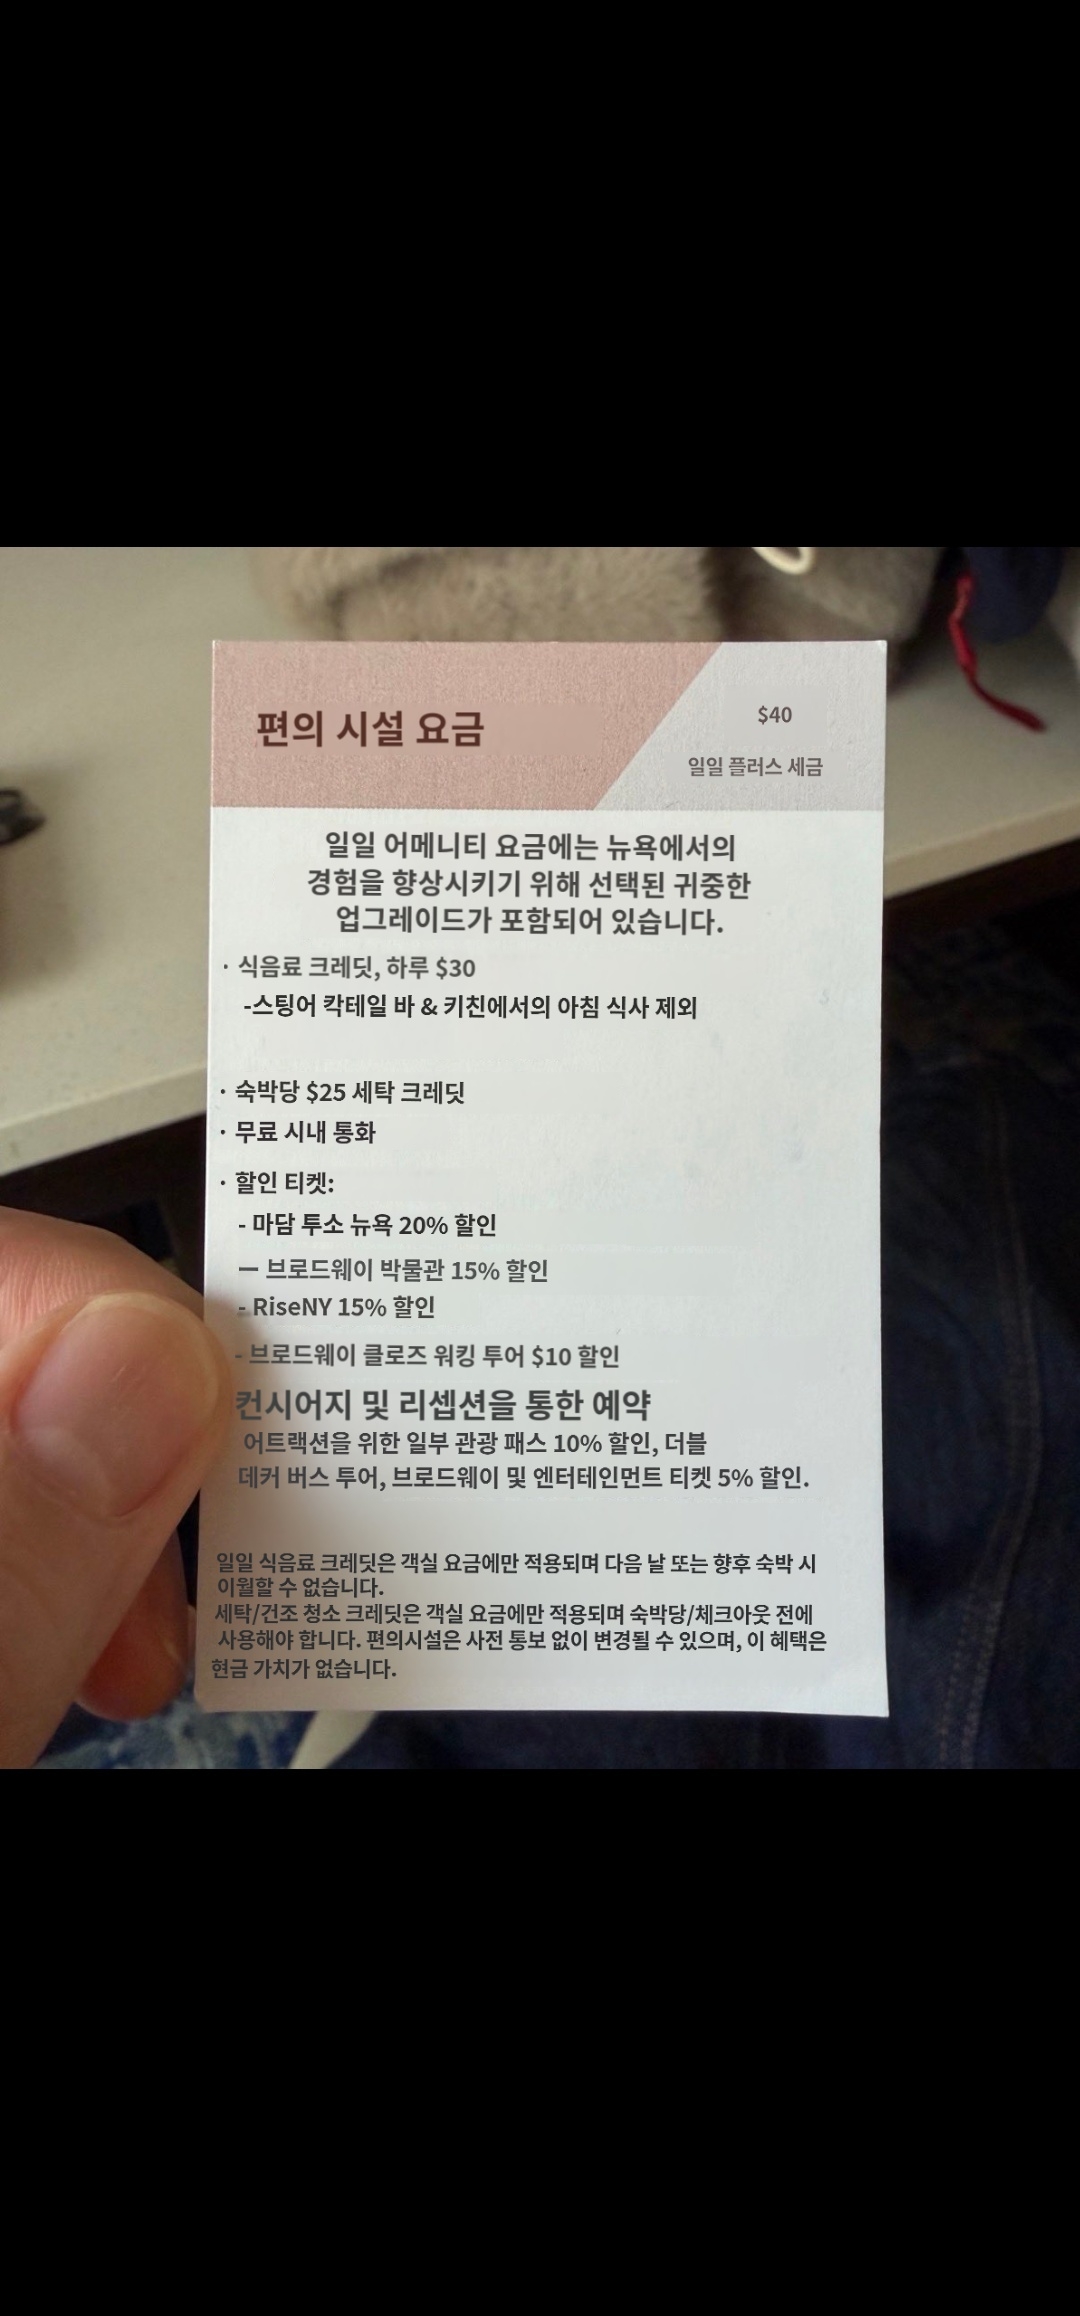 편의 시설 요금
$40
일일 플러스 세금
일일 어메니티 요금에는 뉴욕에서의
경험을 향상시키기 위해 선택된 귀중한
업그레이드가 포함되어 있습니다.
· 식음료 크레딧, 하루 $30
-스팅어 칵테일 바 & 키친에서의 아침 식사 제외
· 숙박당 $25 세탁 크레딧
· 무료 시내 통화
· 할인 티켓:
- 마담 투소 뉴욕 20% 할인
ー 브로드웨이 박물관 15% 할인
- RiseNY 15% 할인
- 브로드웨이 클로즈 워킹 투어 $10 할인
컨시어지 및 리셉션을 통한 예약
어트랙션을 위한 일부 관광 패스 10% 할인, 더블
데커 버스 투어, 브로드웨이 및 엔터테인먼트 티켓 5% 할인.
일일 식음료 크레딧은 객실 요금에만 적용되며 다음 날 또는 향후 숙박 시
이월할 수 없습니다.
세탁/건조 청소 크레딧은 객실 요금에만 적용되며 숙박당/체크아웃 전에
사용해야 합니다. 편의시설은 사전 통보 없이 변경될 수 있으며, 이 혜택은
현금 가치가 없습니다.